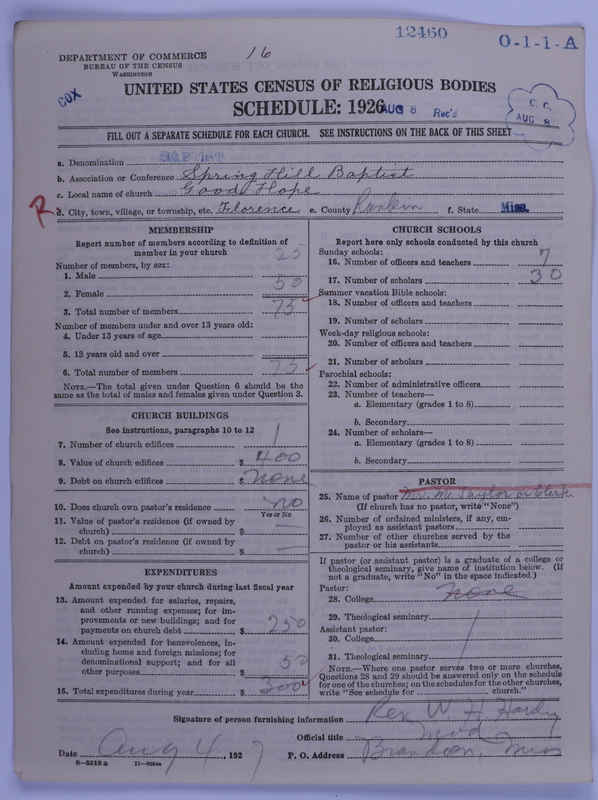 12460
O-1-1-A
DEPARTMENT OF COMMERCE 16
BUREAU OF THE CENSUS
WASHINGTON
COX
UNITED STATES CENSUS OF RELIGIOUS BODIES
SCHEDULE: 1926
AUG 8 Rec'd
C. C.
AUG 8
FILL OUT A SEPARATE SCHEDULE FOR EACH CHURCH. SEE INSTRUCTIONS ON THE BACK OF THIS SHEET
a. Denomination Baptist
b. Association or Conference Spring Hill Baptist
c. Local name of church Good Hope
R d. City, town, village, or township, etc. Florence e. County Rankin f. State Miss.
MEMBERSHIP
Report number of members according to definition of
member in your church
Number of members, by sex:
1. Male 25
2. Female 50
3. Total number of members 75
Number of members under and over 13 years old:
4. Under 13 years of age
5. 13 years old and over
6. Total number of members 75
NOTE.—The total given under Question 6 should be the
same as the total of males and females given under Question 3.
CHURCH BUILDINGS
See instructions, paragraphs 10 to 12
7. Number of church edifices 1
8. Value of church edifices $ 400
9. Debt on church edifices $ None
10. Does church own pastor's residence no
Yes or No
11. Value of pastor's residence (if owned by
church) $ —
12. Debt on pastor's residence (if owned by
church) $ —
EXPENDITURES
Amount expended by your church during last fiscal year
13. Amount expended for salaries, repairs,
and other running expenses; for im-
provements or new buildings; and for
payments on church debt $ 250
14. Amount expended for benevolences, in-
cluding home and foreign missions; for
denominational support; and for all
other purposes 50
15. Total expenditures during year $ 300
CHURCH SCHOOLS
Report here only schools conducted by this church
Sunday schools:
16. Number of officers and teachers 7
17. Number of scholars 30
Summer vacation Bible schools:
18. Number of officers and teachers
19. Number of scholars
Week-day religious schools:
20. Number of officers and teachers
21. Number of scholars
Parochial schools:
22. Number of administrative officers
23. Number of teachers—
a. Elementary (grades 1 to 8)
b. Secondary
24. Number of scholars—
a. Elementary (grades 1 to 8)
b. Secondary
PASTOR
25. Name of pastor Mr. M. Taylor or Clerk
(If church has no pastor, write "None")
26. Number of ordained ministers, if any, em-
ployed as assistant pastors
27. Number of other churches served by the
pastor or his assistants
If pastor (or assistant pastor) is a graduate of a college or
theological seminary, give name of institution below. (If
not a graduate, write "No" in the space indicated.)
Pastor:
28. College none
29. Theological seminary
Assistant pastor:
30. College
31. Theological seminary
NOTE.—Where one pastor serves two or more churches,
Questions 28 and 29 should be answered only on the schedule
for one of the churches; on the schedules for the other churches,
write "See schedule for church."
Signature of person furnishing information Rev W H Hardy
Official title Mod
Date Aug 4, 1927 P. O. Address Brandon, Miss
8—5518 a